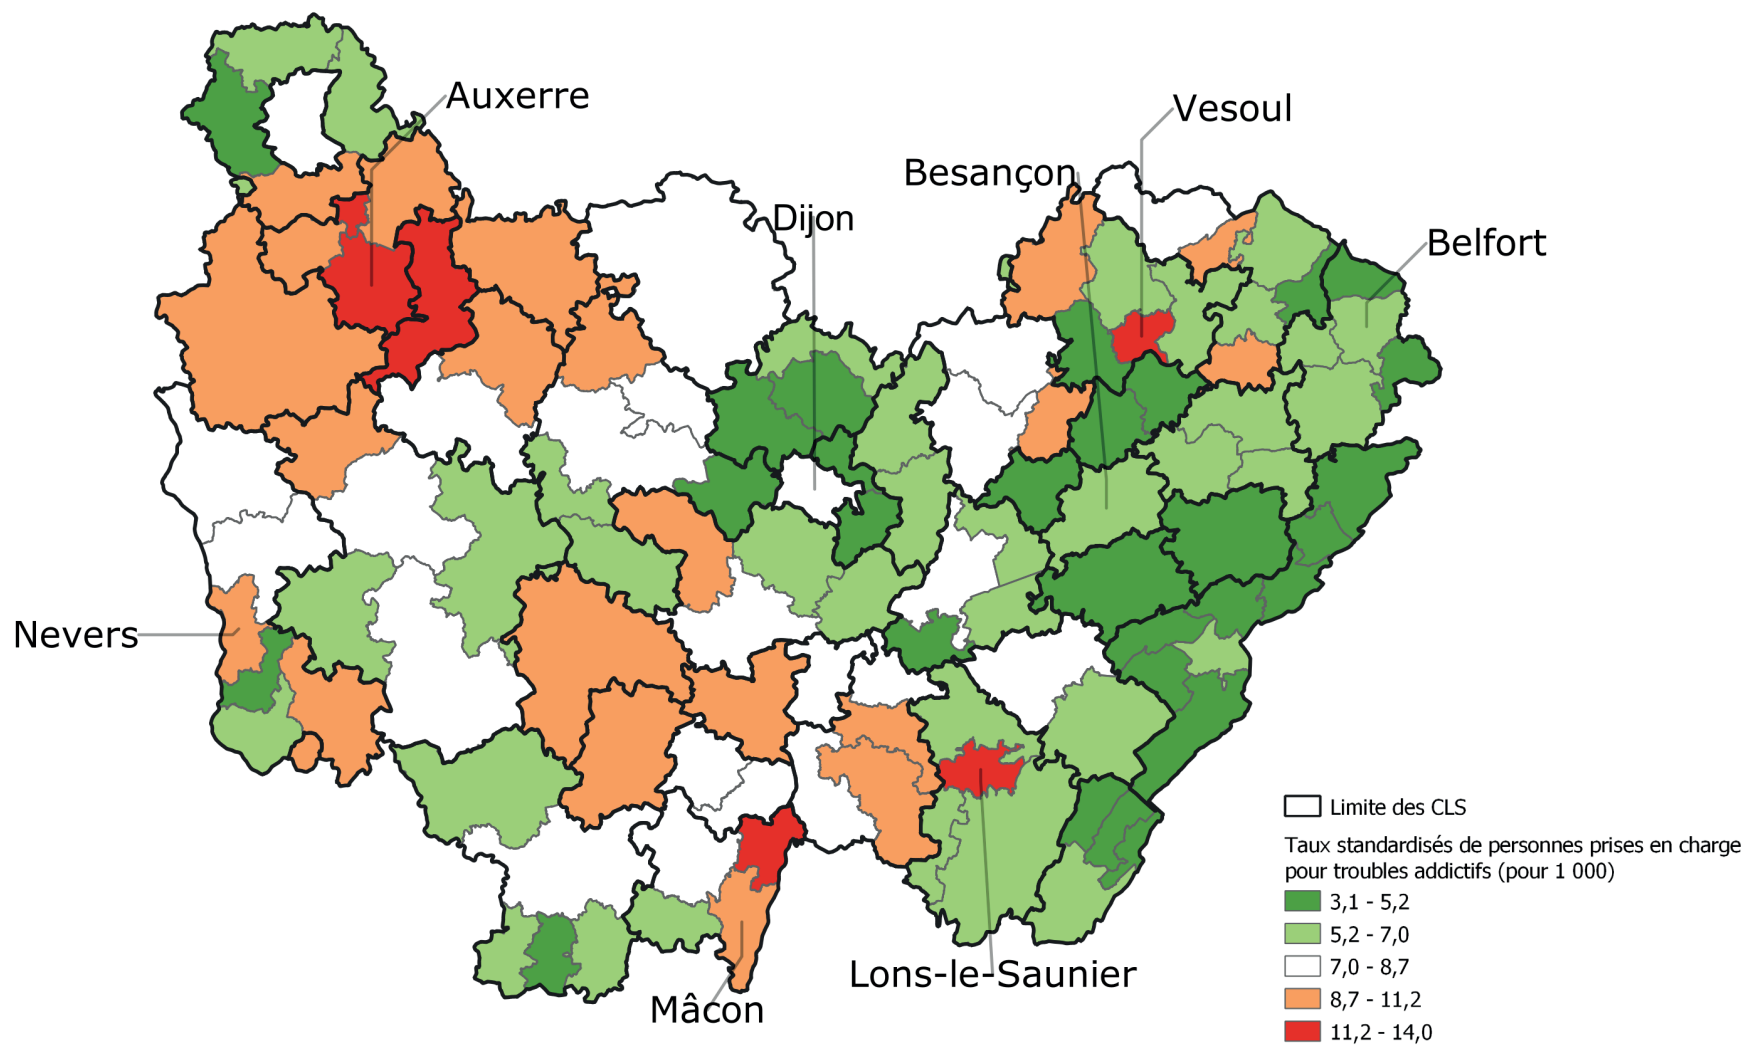 Auxerre
Vesoul
Besançon
Dijon
Belfort
Nevers
Limite des CLS
Taux standardisés de personnes prises en charge
pour troubles addictifs (pour 1 000)
3,1 - 5,2
5,2 - 7,0
7,0 - 8,7
8,7 - 11,2
11,2 - 14,0
Lons-le-Saunier
Mâcon